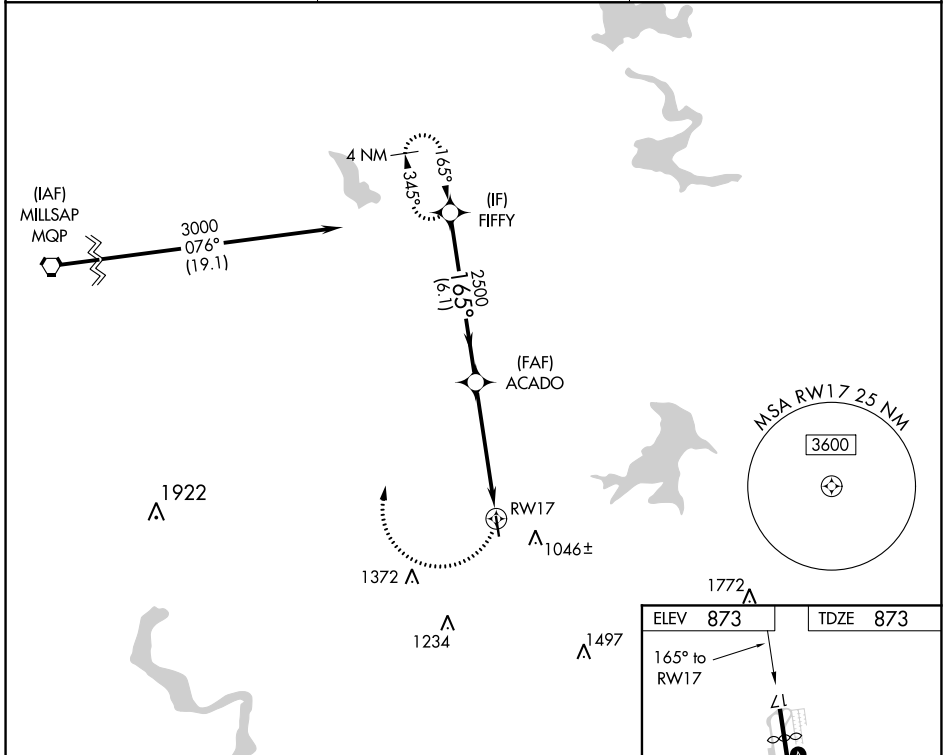 4 NM
165°
345°
(IF)
FIFFY
(IAF)
MILLSAP
MQP
3000
076°
(19.1)
2500
165°
(6.1)
(FAF)
ACADO
MSA RW17 25 NM
3600
1922
RW17
1046±
1372
1234
1497
1772
ELEV 873
TDZE 873
165° to
RW17
17